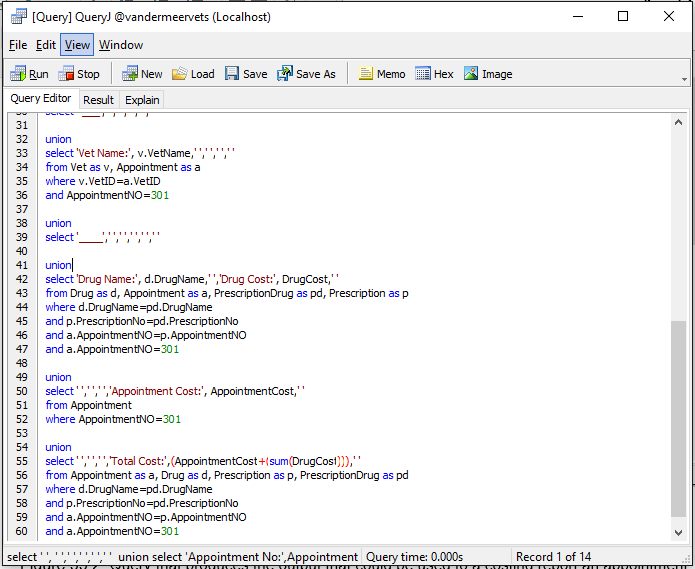 [Query] QueryJ @vandermeervets (Localhost)
File Edit View Window
Run Stop New Load Save Save As Memo Hex Image
Query Editor Result Explain
31
32 union
33 select 'Vet Name:', v.VetName,' ',' ',' ',' '
34 from Vet as v, Appointment as a
35 where v.VetID=a.VetID
36 and AppointmentNO=301
37
38 union
39 select '_____',' ',' ',' ',' ',' '
40
41 union
42 select 'Drug Name:', d.DrugName,' ','Drug Cost:', DrugCost,' '
43 from Drug as d, Appointment as a, PrescriptionDrug as pd, Prescription as p
44 where d.DrugName=pd.DrugName
45 and p.PrescriptionNo=pd.PrescriptionNo
46 and a.AppointmentNO=p.AppointmentNO
47 and a.AppointmentNO=301
48
49 union
50 select ' ',' ',' ','Appointment Cost:', AppointmentCost,' '
51 from Appointment
52 where AppointmentNO=301
53
54 union
55 select ' ',' ',' ','Total Cost:',(AppointmentCost+(sum(DrugCost))),' '
56 from Appointment as a, Drug as d, Prescription as p, PrescriptionDrug as pd
57 where d.DrugName=pd.DrugName
58 and p.PrescriptionNo=pd.PrescriptionNo
59 and a.AppointmentNO=p.AppointmentNO
60 and a.AppointmentNO=301
select ' ', ' ',' ',' ',' ',' ' union select 'Appointment No:',Appointment Query time: 0.000s Record 1 of 14